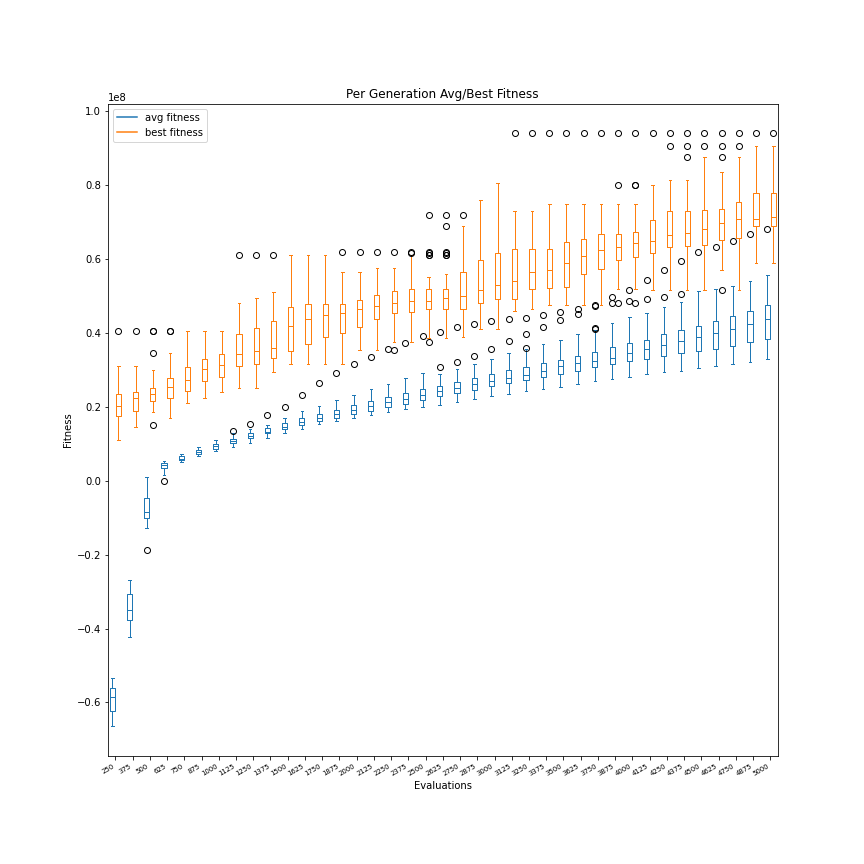 Per Generation Avg/Best Fitness
1e8
avg fitness
best fitness
1.0
0.8
0.6
0.4
0.2
0.0
−0.2
−0.4
−0.6
Fitness
250 375 500 625 750 875 1000 1125 1250 1375 1500 1625 1750 1875 2000 2125 2250 2375 2500 2625 2750 2875 3000 3125 3250 3375 3500 3625 3750 3875 4000 4125 4250 4375 4500 4625 4750 4875 5000
Evaluations